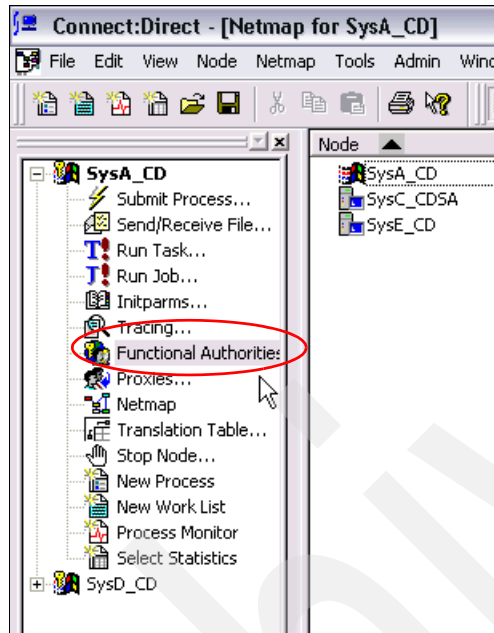 Connect:Direct - [Netmap for SysA_CD]
File Edit View Node Netmap Tools Admin Wind
Node
SysA_CD
SysC_CDSA
SysE_CD
SysA_CD
Submit Process...
Send/Receive File...
Run Task...
Run Job...
Initparms...
Tracing...
Functional Authorities
Proxies...
Netmap
Translation Table...
Stop Node...
New Process
New Work List
Process Monitor
Select Statistics
SysD_CD